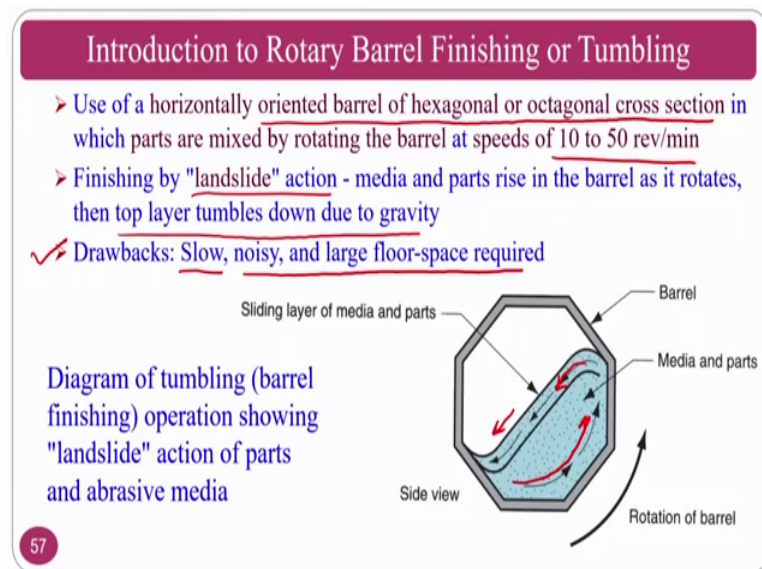 Introduction to Rotary Barrel Finishing or Tumbling
Use of a horizontally oriented barrel of hexagonal or octagonal cross section in
which parts are mixed by rotating the barrel at speeds of 10 to 50 rev/min
Finishing by "landslide" action - media and parts rise in the barrel as it rotates,
then top layer tumbles down due to gravity
Drawbacks: Slow, noisy, and large floor-space required
Barrel
Sliding layer of media and parts
Media and parts
Diagram of tumbling (barrel
finishing) operation showing
"landslide" action of parts
and abrasive media
Side view
Rotation of barrel
57